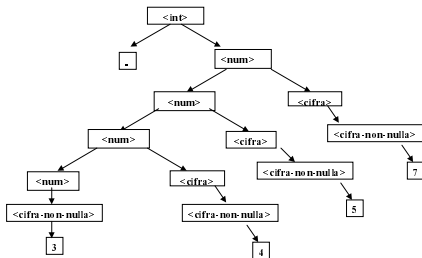 <int>
-
<num>
<num>
<cifra>
<num>
<cifra>
<cifra-non-nulla>
<num>
<cifra>
<cifra-non-nulla>
7
<cifra-non-nulla>
<cifra-non-nulla>
5
3
4